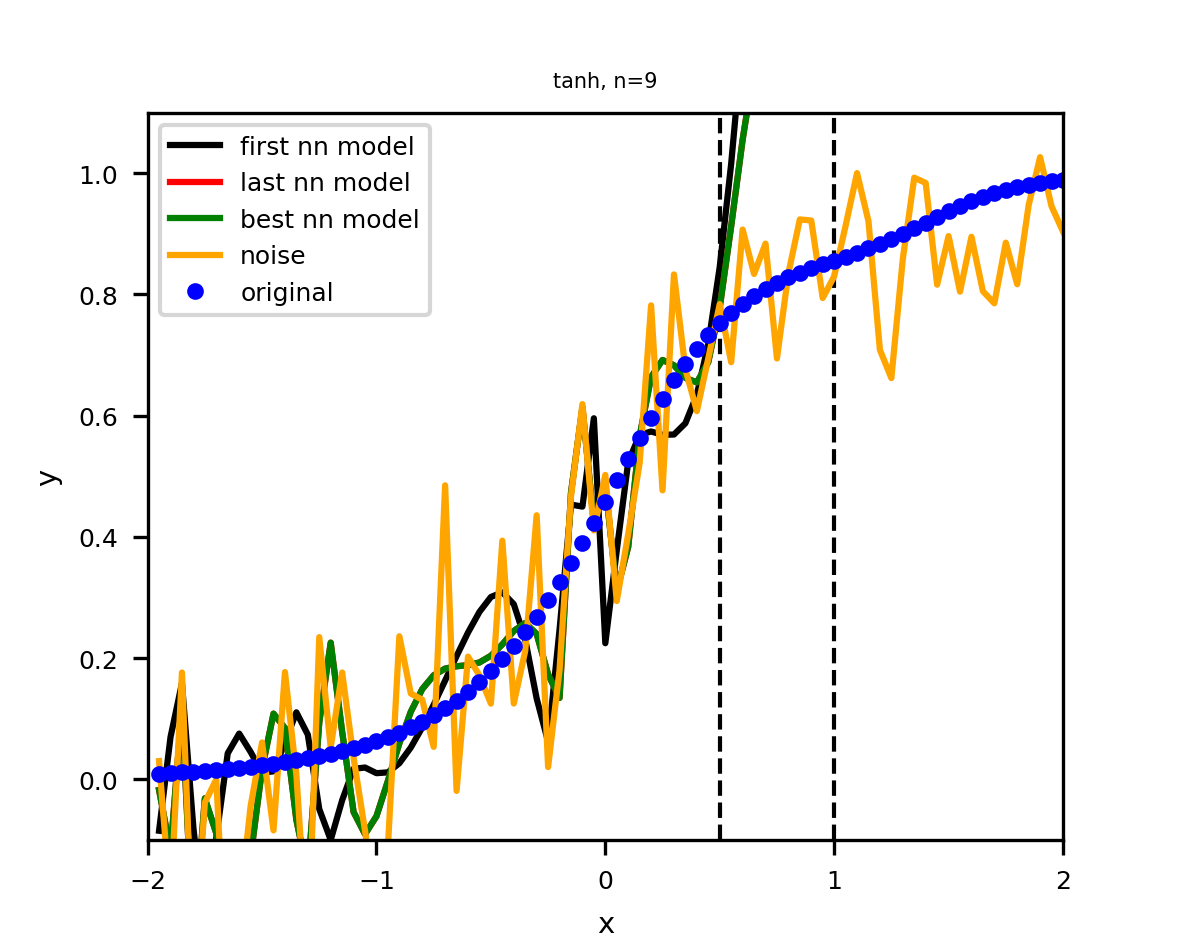 tanh, n=9
first nn model
last nn model
best nn model
noise
original
y
1.0
0.8
0.6
0.4
0.2
0.0
−2 −1 0 1 2
x